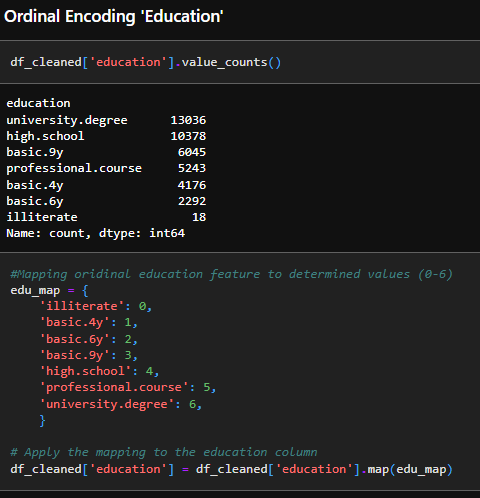 Ordinal Encoding 'Education'
df_cleaned['education'].value_counts()
education
university.degree 13036
high.school 10378
basic.9y 6045
professional.course 5243
basic.4y 4176
basic.6y 2292
illiterate 18
Name: count, dtype: int64
#Mapping oridinal education feature to determined values (0-6)
edu_map = {
'illiterate': 0,
'basic.4y': 1,
'basic.6y': 2,
'basic.9y': 3,
'high.school': 4,
'professional.course': 5,
'university.degree': 6,
}
# Apply the mapping to the education column
df_cleaned['education'] = df_cleaned['education'].map(edu_map)